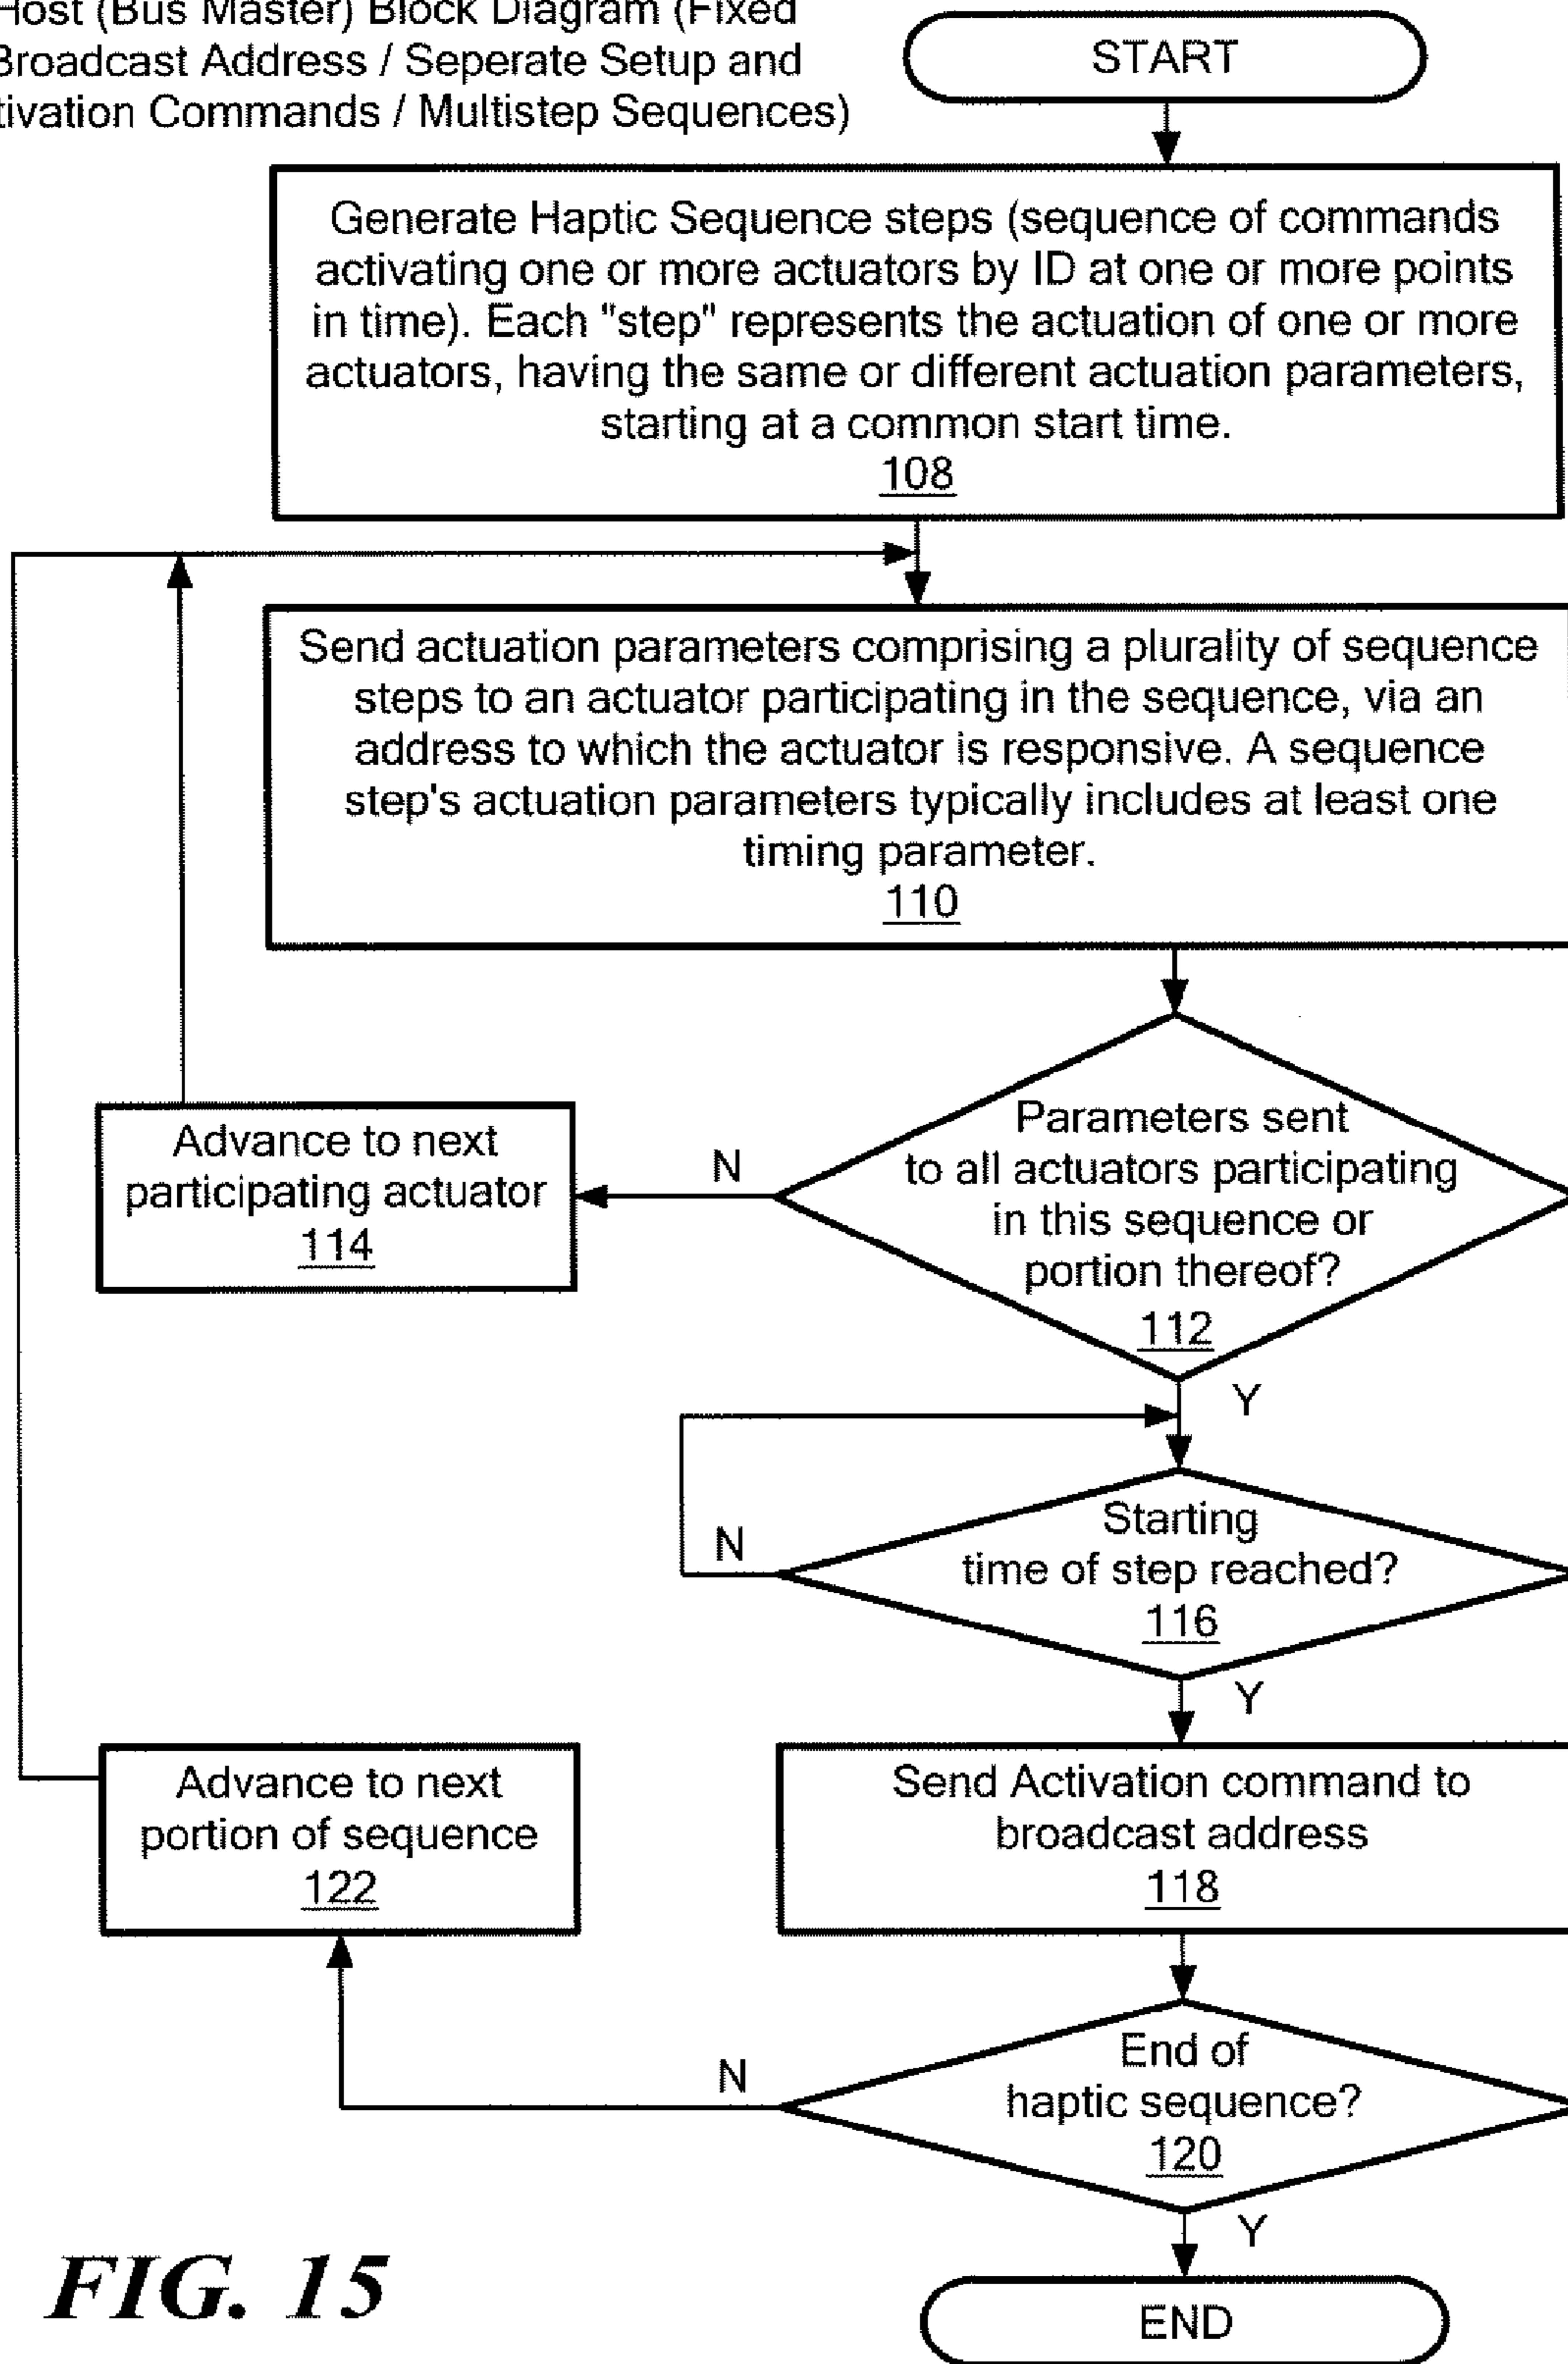 Host (Bus Master) Block Diagram (Fixed
Broadcast Address / Seperate Setup and
tivation Commands / Multistep Sequences)
START
Generate Haptic Sequence steps (sequence of commands
activating one or more actuators by ID at one or more points
in time). Each "step" represents the actuation of one or more
actuators, having the same or different actuation parameters,
starting at a common start time.
108
Send actuation parameters comprising a plurality of sequence
steps to an actuator participating in the sequence, via an
address to which the actuator is responsive. A sequence
step's actuation parameters typically includes at least one
timing parameter.
110
Parameters sent
to all actuators participating
in this sequence or
portion thereof?
112
N
Advance to next
participating actuator
114
Y
Starting
time of step reached?
116
N
Y
Send Activation command to
broadcast address
118
Advance to next
portion of sequence
122
End of
haptic sequence?
120
N
Y
END
FIG. 15